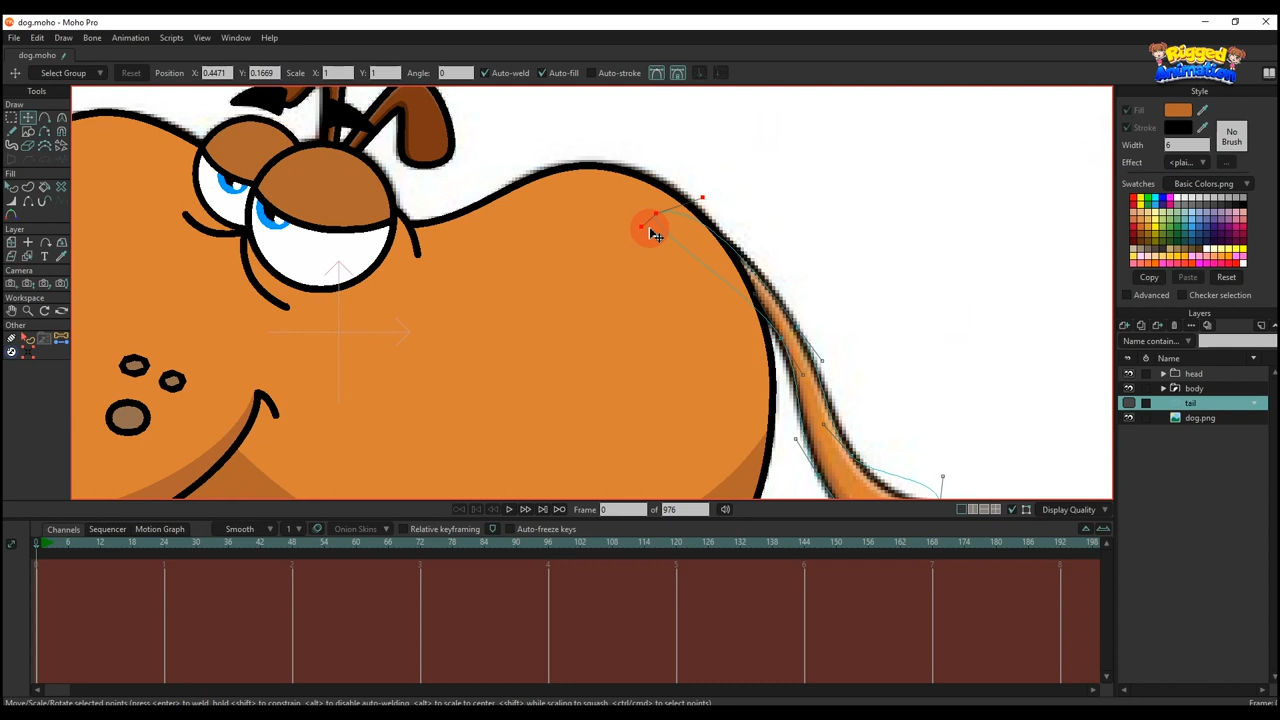 dog.moho - Moho Pro
File Edit Draw Bone Animation Scripts View Window Help
dog.moho
Rigged Animation
Select Group Reset Position X: 0.4471 Y: 0.1669 Scale X: 1 Y: 1 Angle: 0 Auto-weld Auto-fill Auto-stroke
Tools
Draw
Fill
Layer
Camera
Workspace
Other
Style
Fill
Stroke
No Brush
Width 6
Effect <plai... ...
Swatches Basic Colors.png
Copy Paste Reset
Advanced Checker selection
Layers
Name contain...
Name
head
body
tail
dog.png
Frame 0 of 976 Display Quality
Channels Sequencer Motion Graph Smooth 1 Onion Skins Relative keyframing Auto-freeze keys
0 6 12 18 24 30 36 42 48 54 60 66 72 78 84 90 96 102 108 114 120 126 132 138 144 150 156 162 168 174 180 186 192 198
0 1 2 3 4 5 6 7 8
Move/Scale/Rotate selected points (press <enter> to weld, hold <shift> to constrain, <alt> to disable auto-welding, <alt> to scale to center, <shift> while scaling to squash, <ctrl/cmd> to select points) Frame: